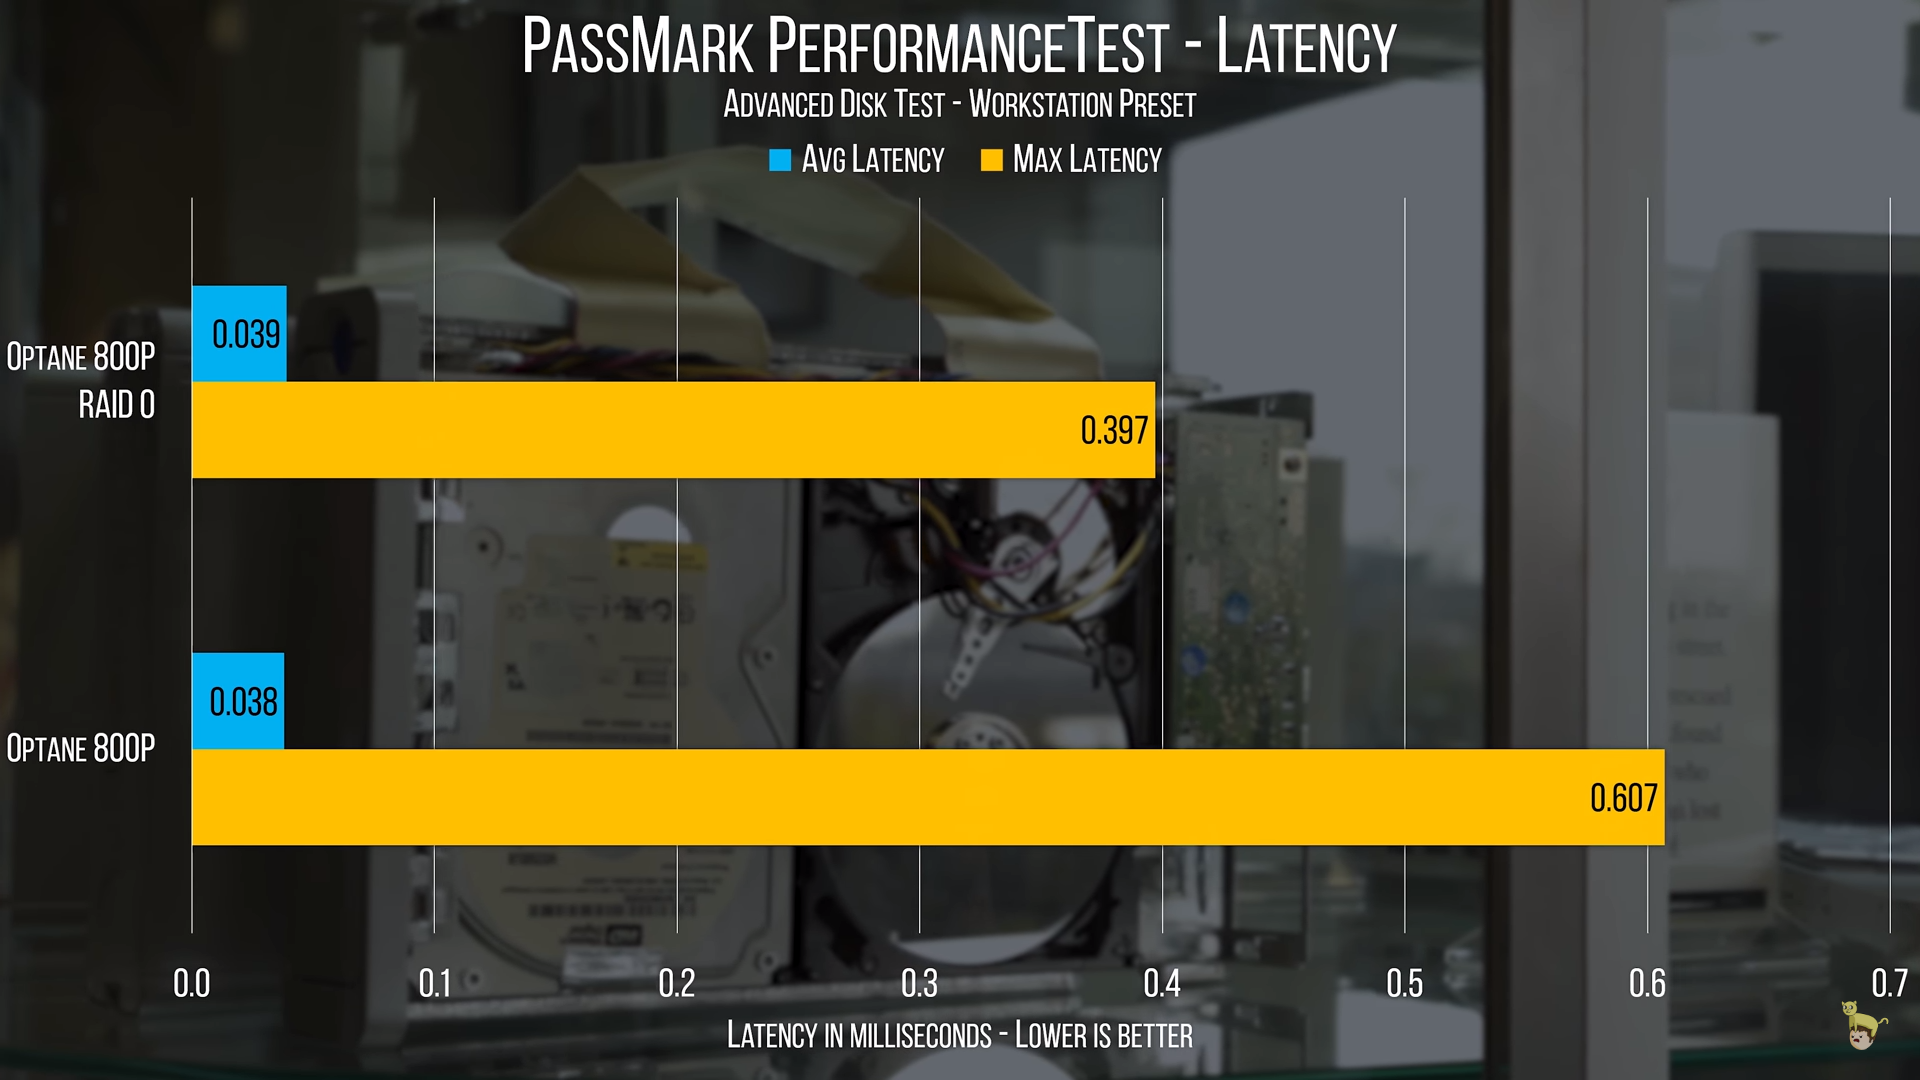 PassMark PerformanceTest - Latency
Advanced Disk Test - Workstation Preset
Avg Latency Max Latency
0.039
Optane 800P
RAID 0
0.397
0.038
Optane 800P
0.607
0.0 0.1 0.2 0.3 0.4 0.5 0.6 0.7
Latency in milliseconds - Lower is better